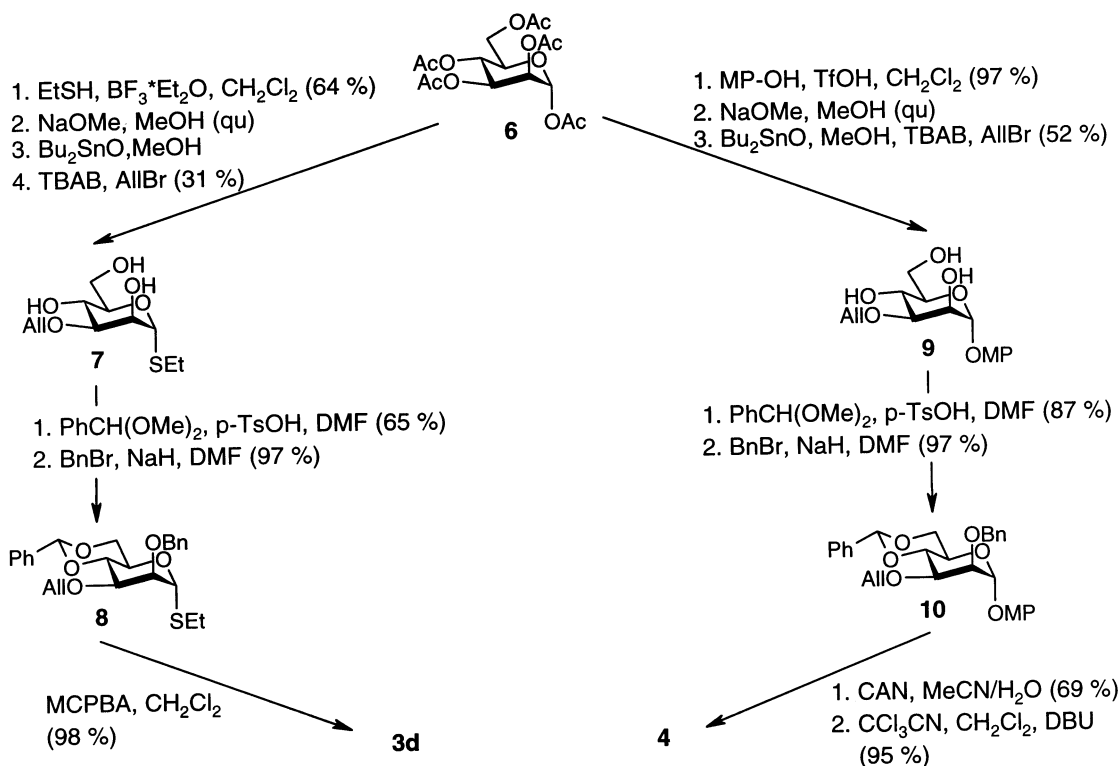 OAc
OAc
AcO
AcO
OAc
O
6
1. EtSH, BF3*Et2O, CH2Cl2 (64 %)
2. NaOMe, MeOH (qu)
3. Bu2SnO,MeOH
4. TBAB, AllBr (31 %)
1. MP-OH, TfOH, CH2Cl2 (97 %)
2. NaOMe, MeOH (qu)
3. Bu2SnO, MeOH, TBAB, AllBr (52 %)
OH
OH
HO
O
AllO
7
SEt
OH
OH
HO
O
AllO
9
OMP
1. PhCH(OMe)2, p-TsOH, DMF (65 %)
2. BnBr, NaH, DMF (97 %)
1. PhCH(OMe)2, p-TsOH, DMF (87 %)
2. BnBr, NaH, DMF (97 %)
Ph
O
O
OBn
O
AllO
8
SEt
Ph
O
O
OBn
O
AllO
10
OMP
MCPBA, CH2Cl2
(98 %)
3d
4
1. CAN, MeCN/H2O (69 %)
2. CCl3CN, CH2Cl2, DBU
(95 %)